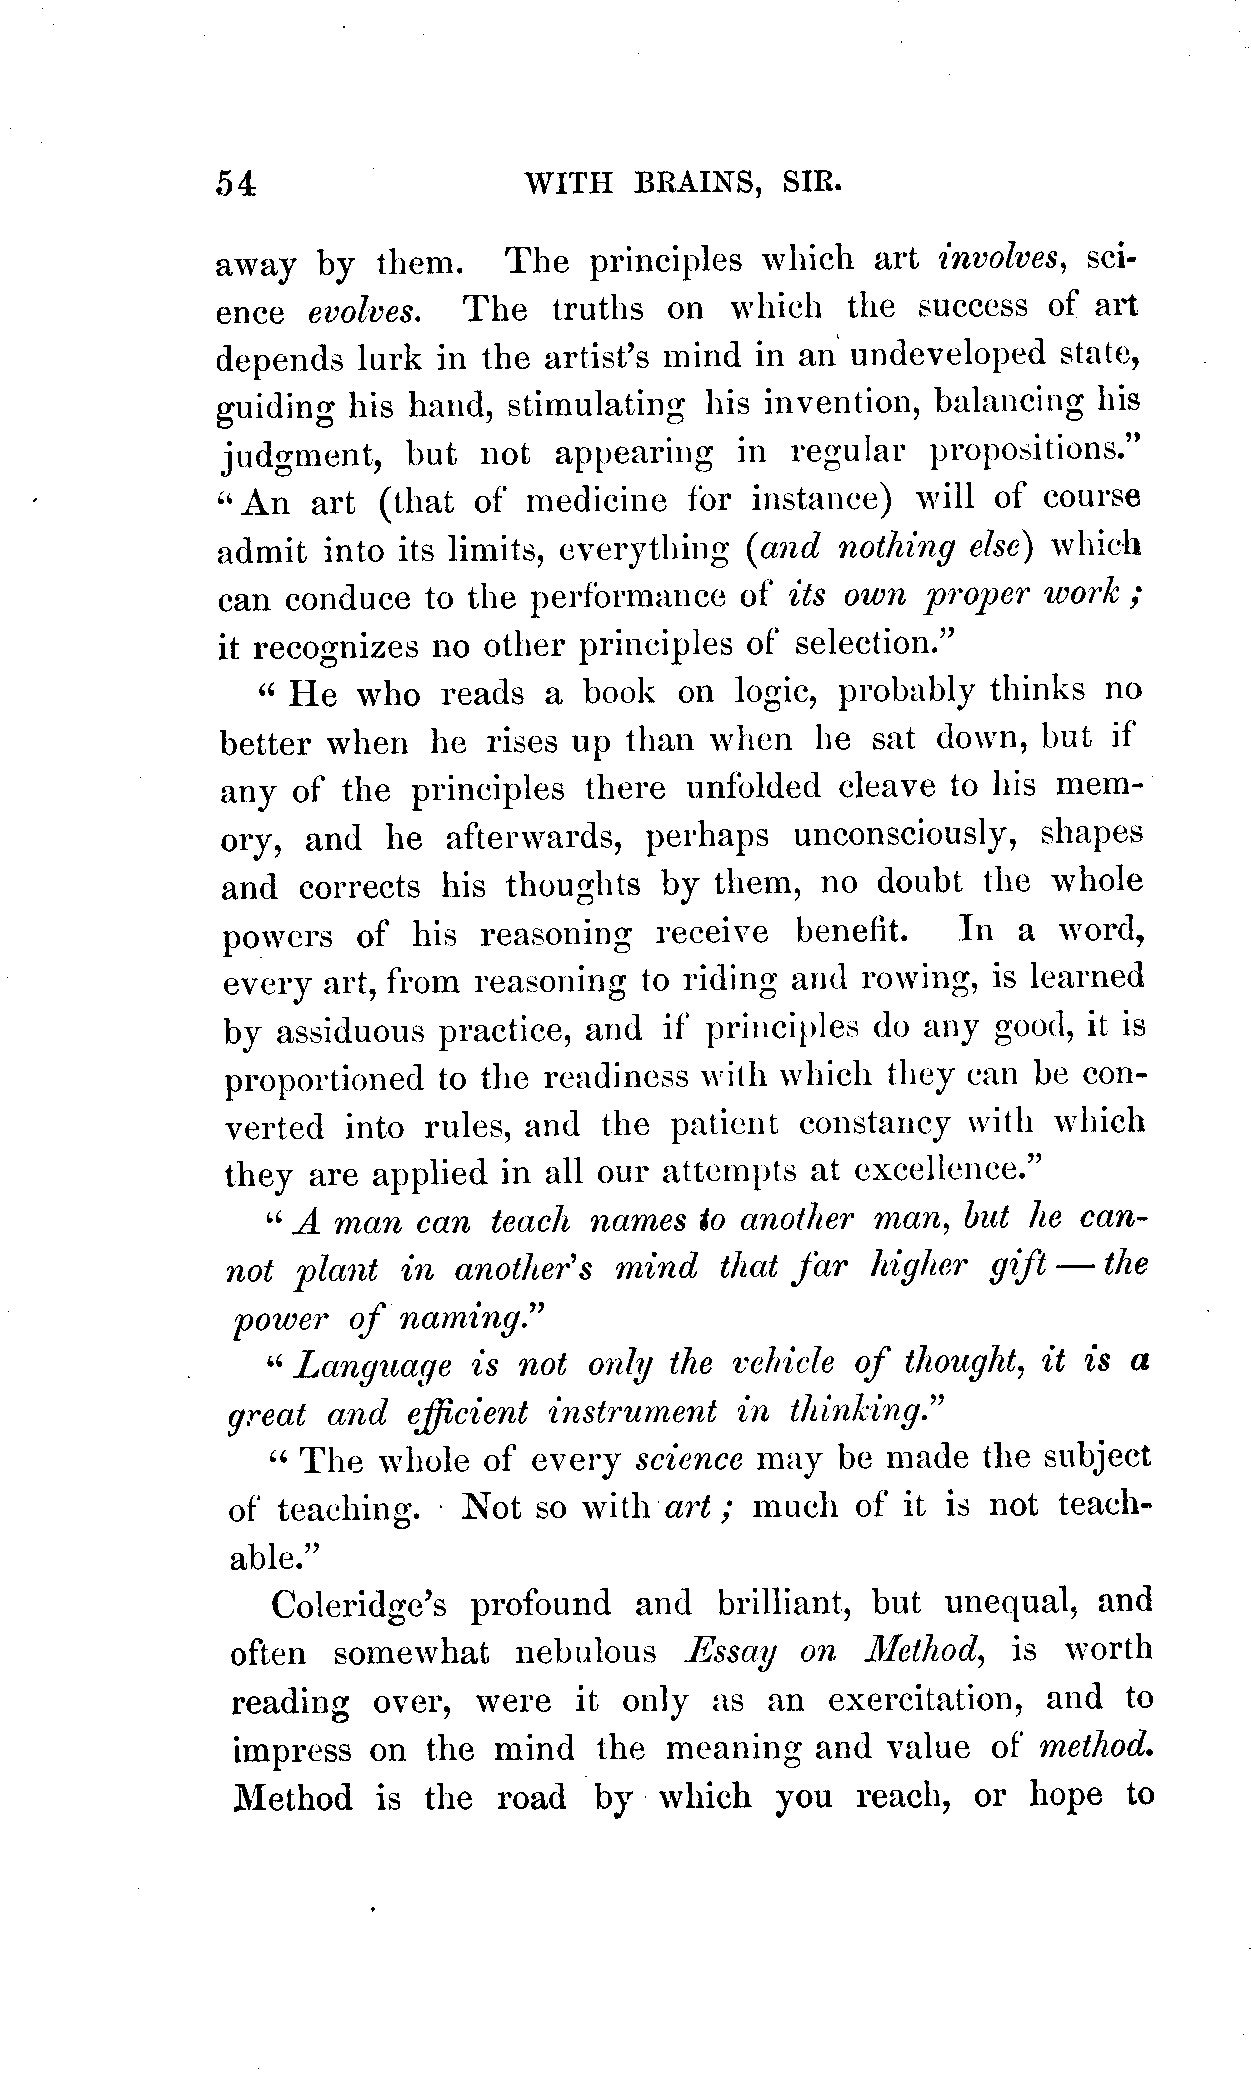 54 WITH BRAINS, SIR.
away by them. The principles which art involves, sci-
ence evolves. The truths on which the success of art
depends lurk in the artist's mind in an undeveloped state,
guiding his hand, stimulating his invention, balancing his
judgment, but not appearing in regular propositions."
"An art (that of medicine for instance) will of course
admit into its limits, everything (and nothing else) which
can conduce to the performance of its own proper work;
it recognizes no other principles of selection."
"He who reads a book on logic, probably thinks no
better when he rises up than when he sat down, but if
any of the principles there unfolded cleave to his mem-
ory, and he afterwards, perhaps unconsciously, shapes
and corrects his thoughts by them, no doubt the whole
powers of his reasoning receive benefit. In a word,
every art, from reasoning to riding and rowing, is learned
by assiduous practice, and if principles do any good, it is
proportioned to the readiness with which they can be con-
verted into rules, and the patient constancy with which
they are applied in all our attempts at excellence."
"A man can teach names to another man, but he can-
not plant in another's mind that far higher gift — the
power of naming."
"Language is not only the vehicle of thought, it is a
great and efficient instrument in thinking."
"The whole of every science may be made the subject
of teaching. Not so with art; much of it is not teach-
able."
Coleridge's profound and brilliant, but unequal, and
often somewhat nebulous Essay on Method, is worth
reading over, were it only as an exercitation, and to
impress on the mind the meaning and value of method.
Method is the road by which you reach, or hope to